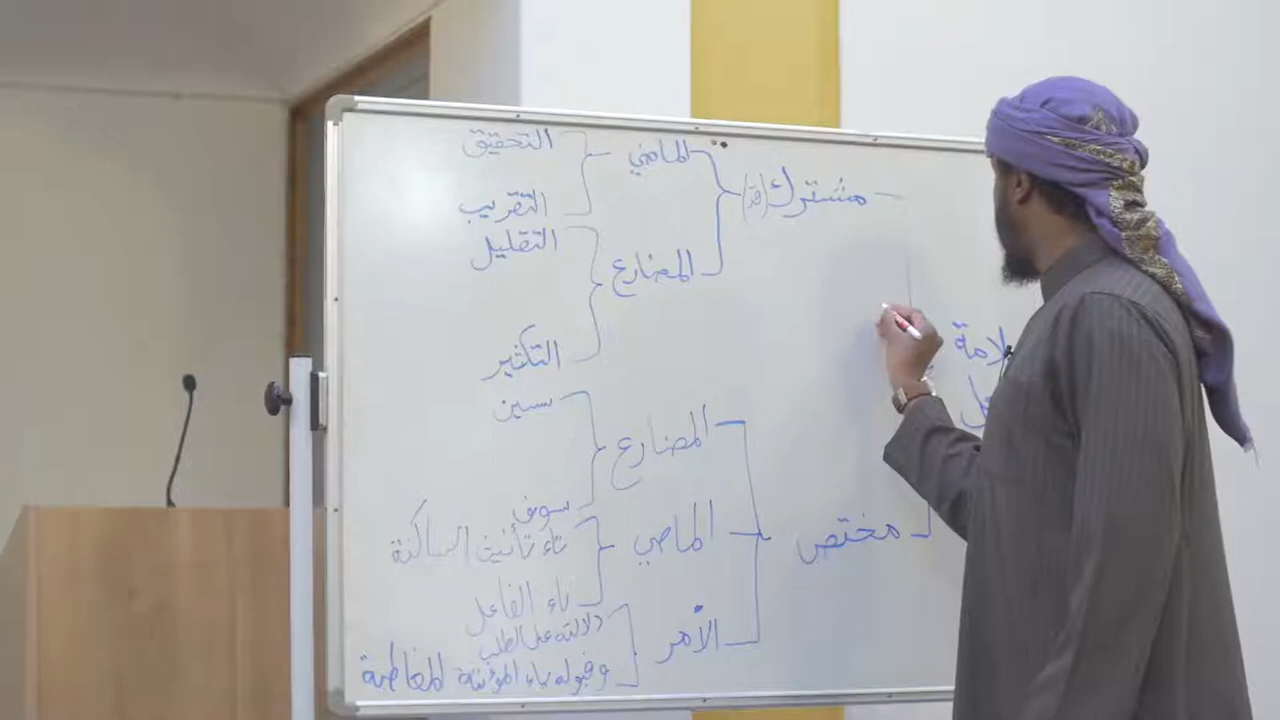 مشترك (قد)
الماضي
التحقيق
التقريب
المضارع
التقليل
التكثير
مختص
المضارع
سين
سوف
الماضي
تاء تأنيث الساكنة
تاء الفاعل
الأمر
دلالته على الطلب
وقبوله ياء المؤنثة المخاطبة